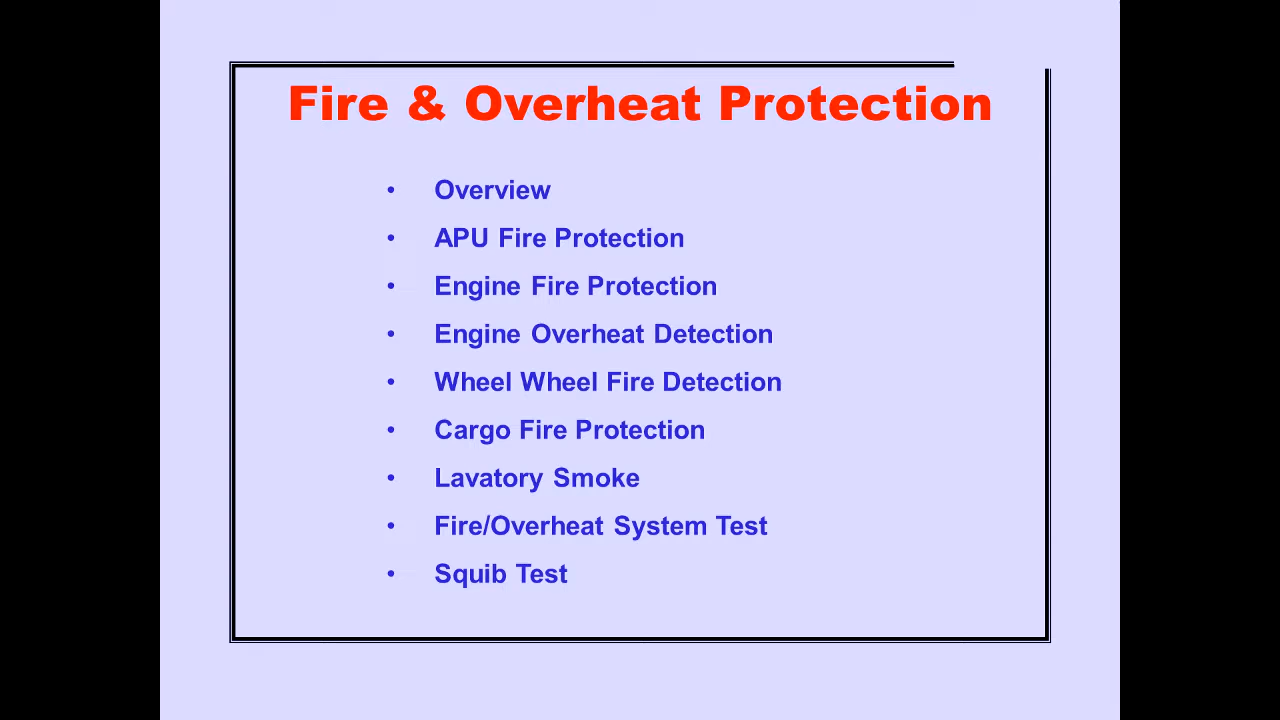 Fire & Overheat Protection
• Overview
• APU Fire Protection
• Engine Fire Protection
• Engine Overheat Detection
• Wheel Wheel Fire Detection
• Cargo Fire Protection
• Lavatory Smoke
• Fire/Overheat System Test
• Squib Test